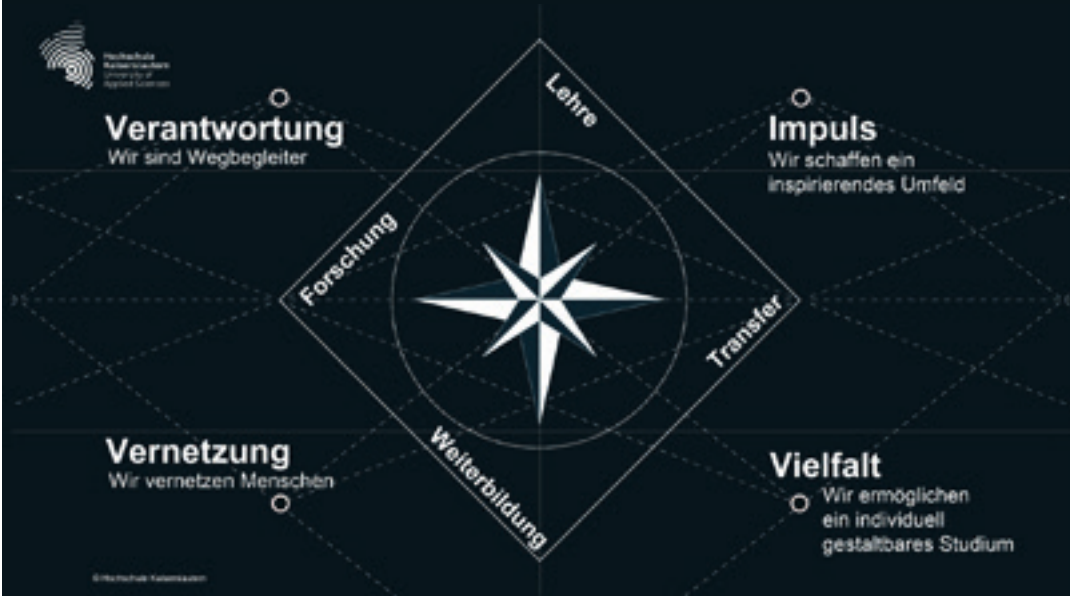 Hochschule
Kaiserslautern
University of
Applied Sciences
Verantwortung
Wir sind Wegbegleiter
Impuls
Wir schaffen ein
inspirierendes Umfeld
Lehre
Forschung
Transfer
Weiterbildung
Vernetzung
Wir vernetzen Menschen
Vielfalt
Wir ermöglichen
ein individuell
gestaltbares Studium
© Hochschule Kaiserslautern